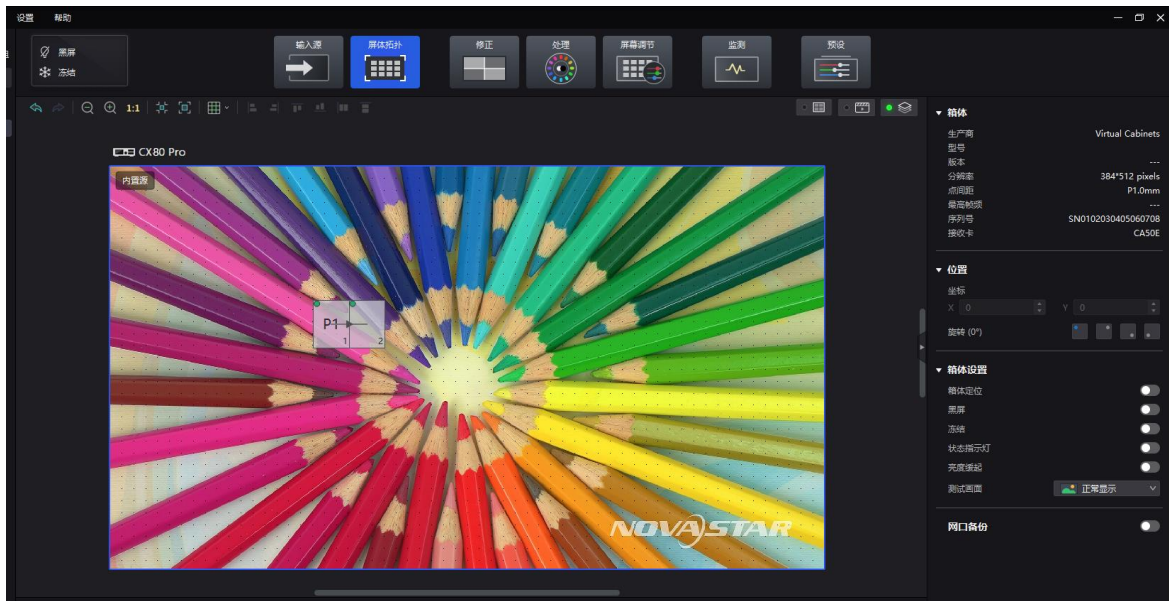 设置 帮助
黑屏
冻结
输入源 屏体拓扑 修正 处理 屏幕调节 监测 预设
1:1
CX80 Pro
内置源
P1
1 2
NOVASTAR
箱体
生产商 Virtual Cabinets
型号
版本 ---
分辨率 384*512 pixels
点间距 P1.0mm
最高帧频 ---
序列号 SN0102030405060708
接收卡 CA50E
位置
坐标
X 0 Y 0
旋转 (0°)
箱体设置
箱体定位
黑屏
冻结
状态指示灯
亮度缓起
测试画面 正常显示
网口备份